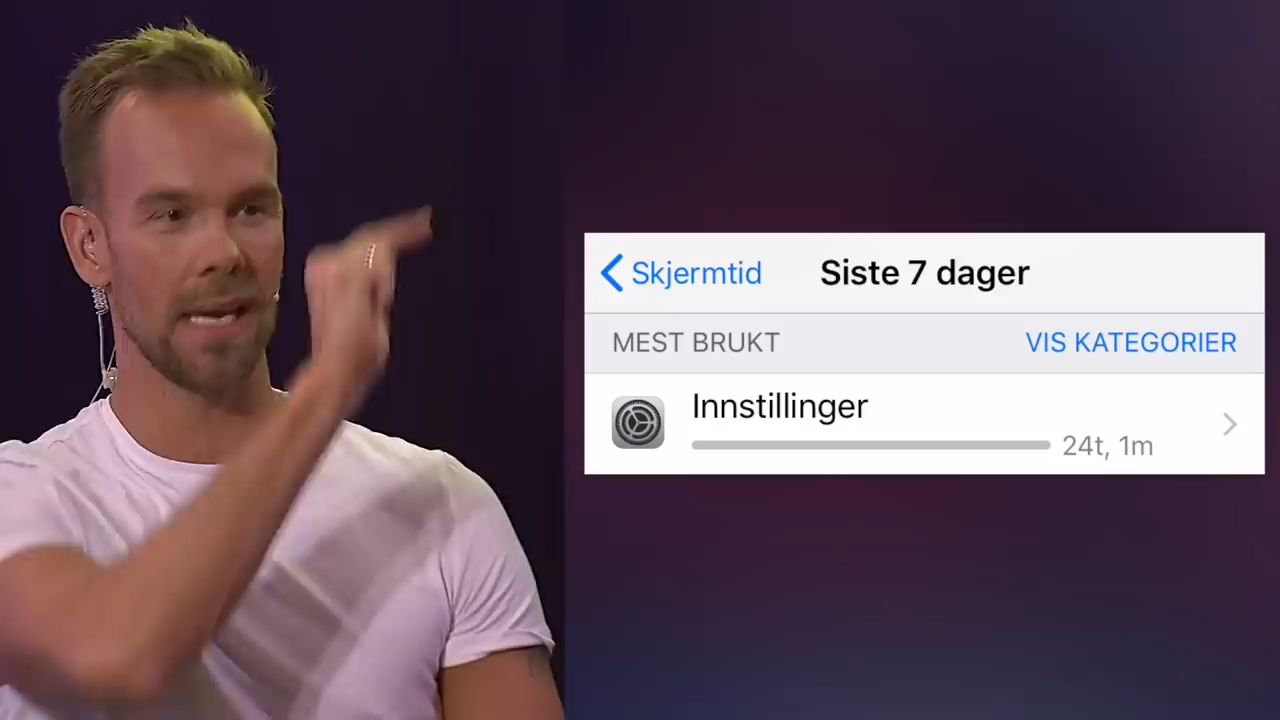 Skjermtid Siste 7 dager
MEST BRUKT VIS KATEGORIER
Innstillinger
24t, 1m